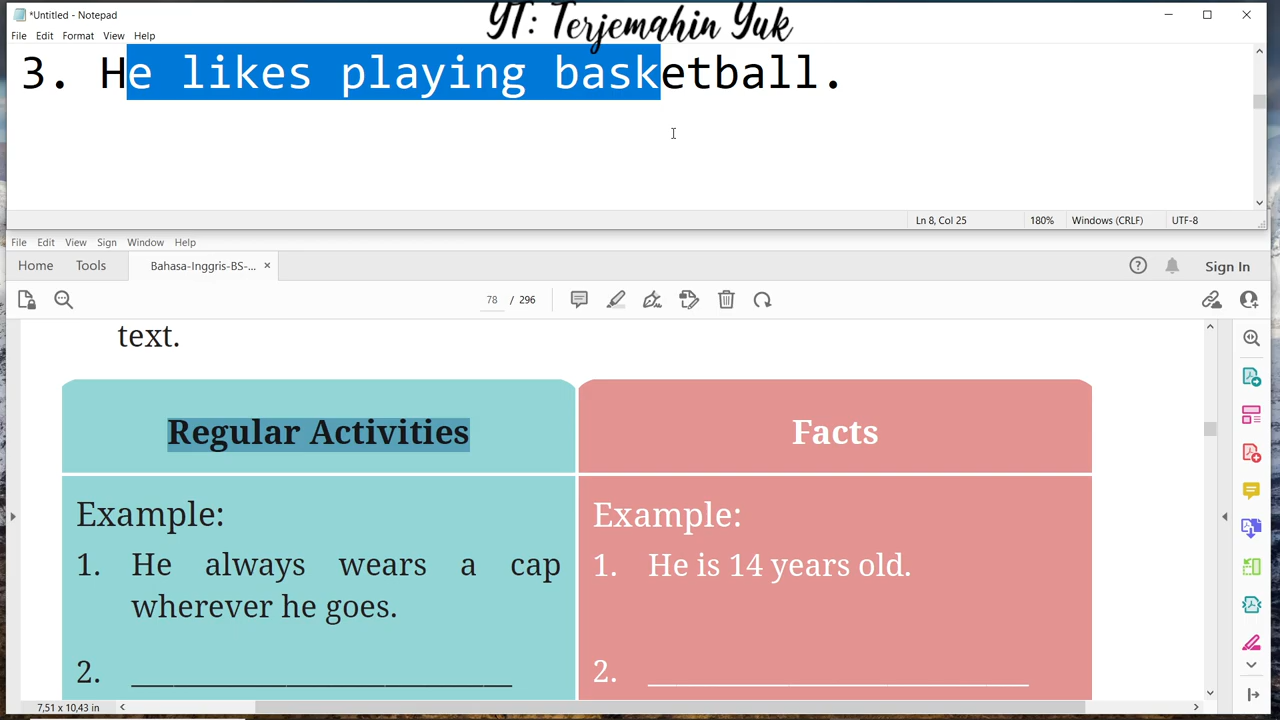 *Untitled - Notepad
YT: Terjemahin Yuk
File Edit Format View Help
3. He likes playing basketball.
Ln 8, Col 25 180% Windows (CRLF) UTF-8
File Edit View Sign Window Help
Home Tools Bahasa-Inggris-BS-... × Sign In
78 / 296
text.
Regular Activities
Facts
Example:
1. He always wears a cap
wherever he goes.
2. ____________________
Example:
1. He is 14 years old.
2. ____________________
7,51 x 10,43 in